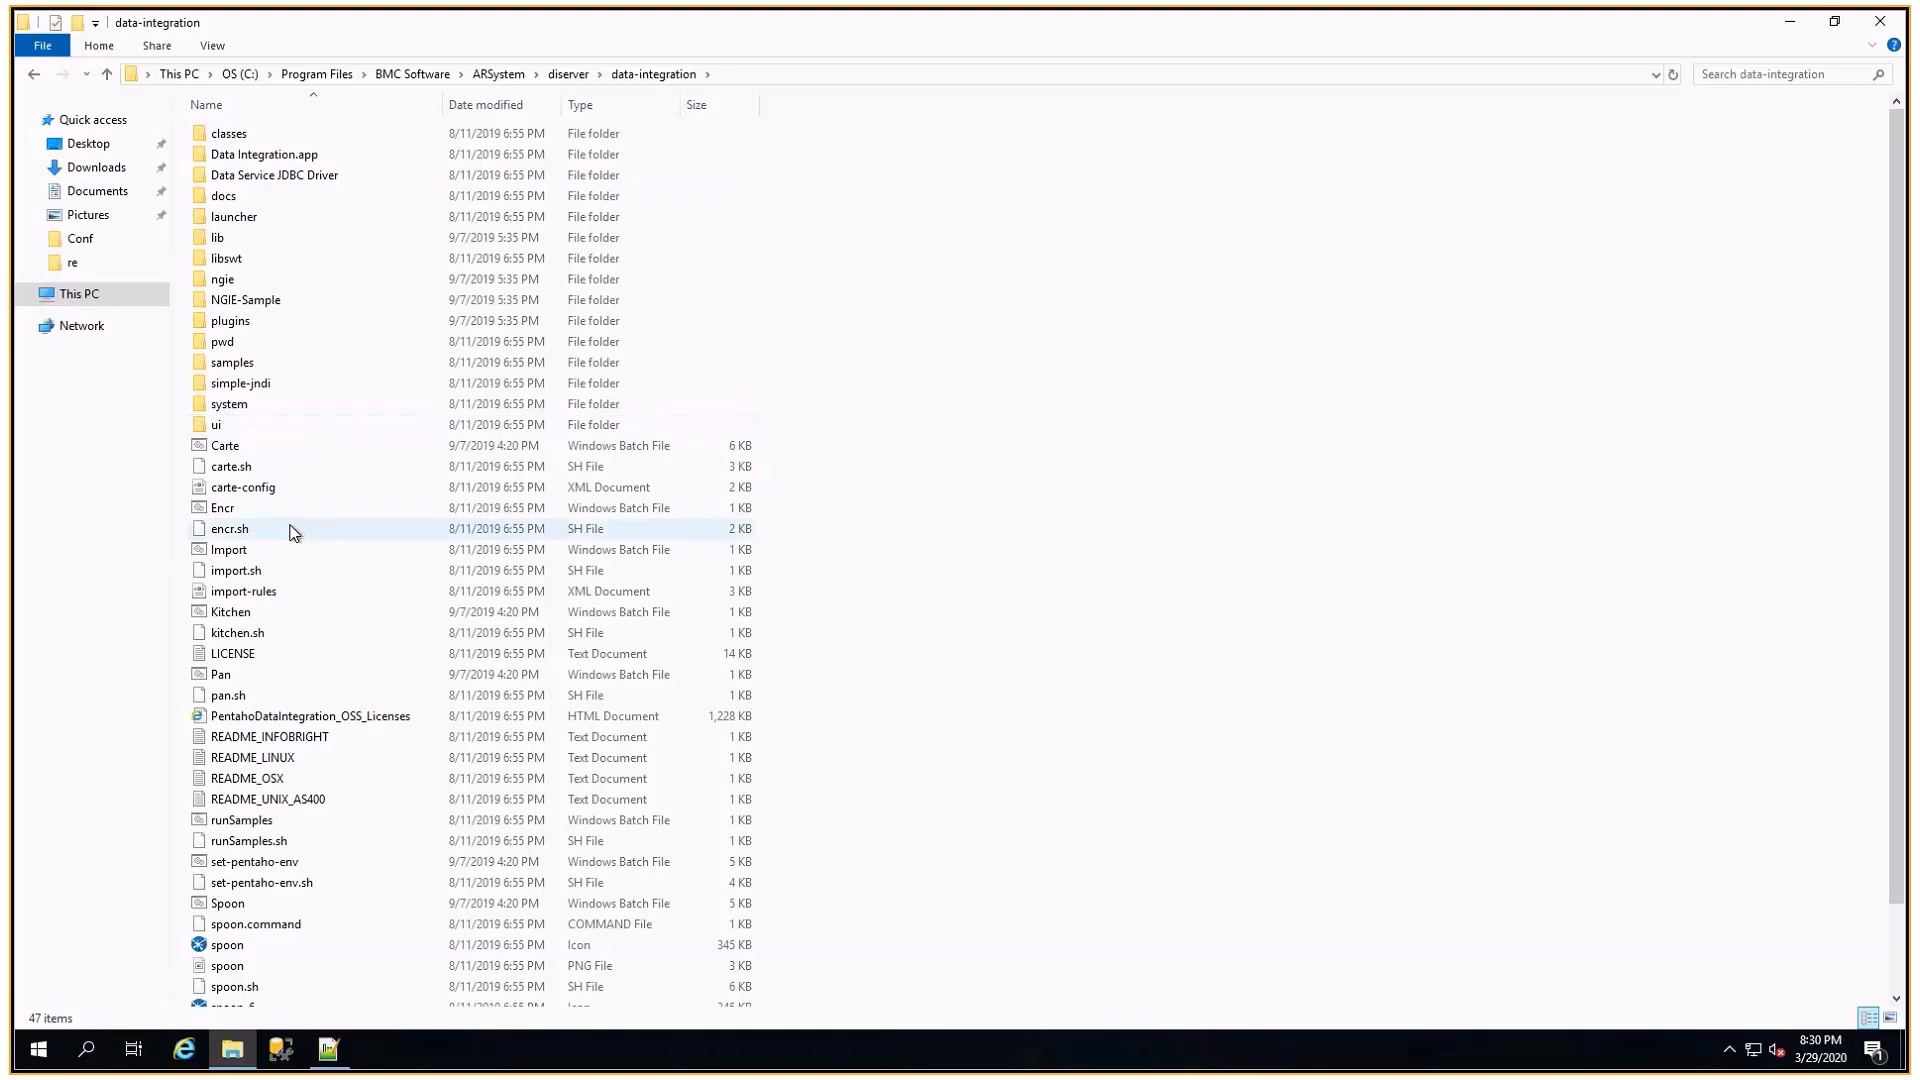 data-integration
File Home Share View
This PC OS (C:) Program Files BMC Software ARSystem diserver data-integration Search data-integration
Name Date modified Type Size
Quick access
Desktop
Downloads
Documents
Pictures
Conf
re
This PC
Network
classes 8/11/2019 6:55 PM File folder
Data Integration.app 8/11/2019 6:55 PM File folder
Data Service JDBC Driver 8/11/2019 6:55 PM File folder
docs 8/11/2019 6:55 PM File folder
launcher 8/11/2019 6:55 PM File folder
lib 9/7/2019 5:35 PM File folder
libswt 8/11/2019 6:55 PM File folder
ngie 9/7/2019 5:35 PM File folder
NGIE-Sample 9/7/2019 5:35 PM File folder
plugins 9/7/2019 5:35 PM File folder
pwd 8/11/2019 6:55 PM File folder
samples 8/11/2019 6:55 PM File folder
simple-jndi 8/11/2019 6:55 PM File folder
system 8/11/2019 6:55 PM File folder
ui 8/11/2019 6:55 PM File folder
Carte 9/7/2019 4:20 PM Windows Batch File 6 KB
carte.sh 8/11/2019 6:55 PM SH File 3 KB
carte-config 8/11/2019 6:55 PM XML Document 2 KB
Encr 8/11/2019 6:55 PM Windows Batch File 1 KB
encr.sh 8/11/2019 6:55 PM SH File 2 KB
Import 8/11/2019 6:55 PM Windows Batch File 1 KB
import.sh 8/11/2019 6:55 PM SH File 1 KB
import-rules 8/11/2019 6:55 PM XML Document 3 KB
Kitchen 9/7/2019 4:20 PM Windows Batch File 1 KB
kitchen.sh 8/11/2019 6:55 PM SH File 1 KB
LICENSE 8/11/2019 6:55 PM Text Document 14 KB
Pan 9/7/2019 4:20 PM Windows Batch File 1 KB
pan.sh 8/11/2019 6:55 PM SH File 1 KB
PentahoDataIntegration_OSS_Licenses 8/11/2019 6:55 PM HTML Document 1,228 KB
README_INFOBRIGHT 8/11/2019 6:55 PM Text Document 1 KB
README_LINUX 8/11/2019 6:55 PM Text Document 1 KB
README_OSX 8/11/2019 6:55 PM Text Document 1 KB
README_UNIX_AS400 8/11/2019 6:55 PM Text Document 1 KB
runSamples 8/11/2019 6:55 PM Windows Batch File 1 KB
runSamples.sh 8/11/2019 6:55 PM SH File 1 KB
set-pentaho-env 9/7/2019 4:20 PM Windows Batch File 5 KB
set-pentaho-env.sh 8/11/2019 6:55 PM SH File 4 KB
Spoon 9/7/2019 4:20 PM Windows Batch File 5 KB
spoon.command 8/11/2019 6:55 PM COMMAND File 1 KB
spoon 8/11/2019 6:55 PM Icon 345 KB
spoon 8/11/2019 6:55 PM PNG File 3 KB
spoon.sh 8/11/2019 6:55 PM SH File 6 KB
47 items
8:30 PM
3/29/2020
1